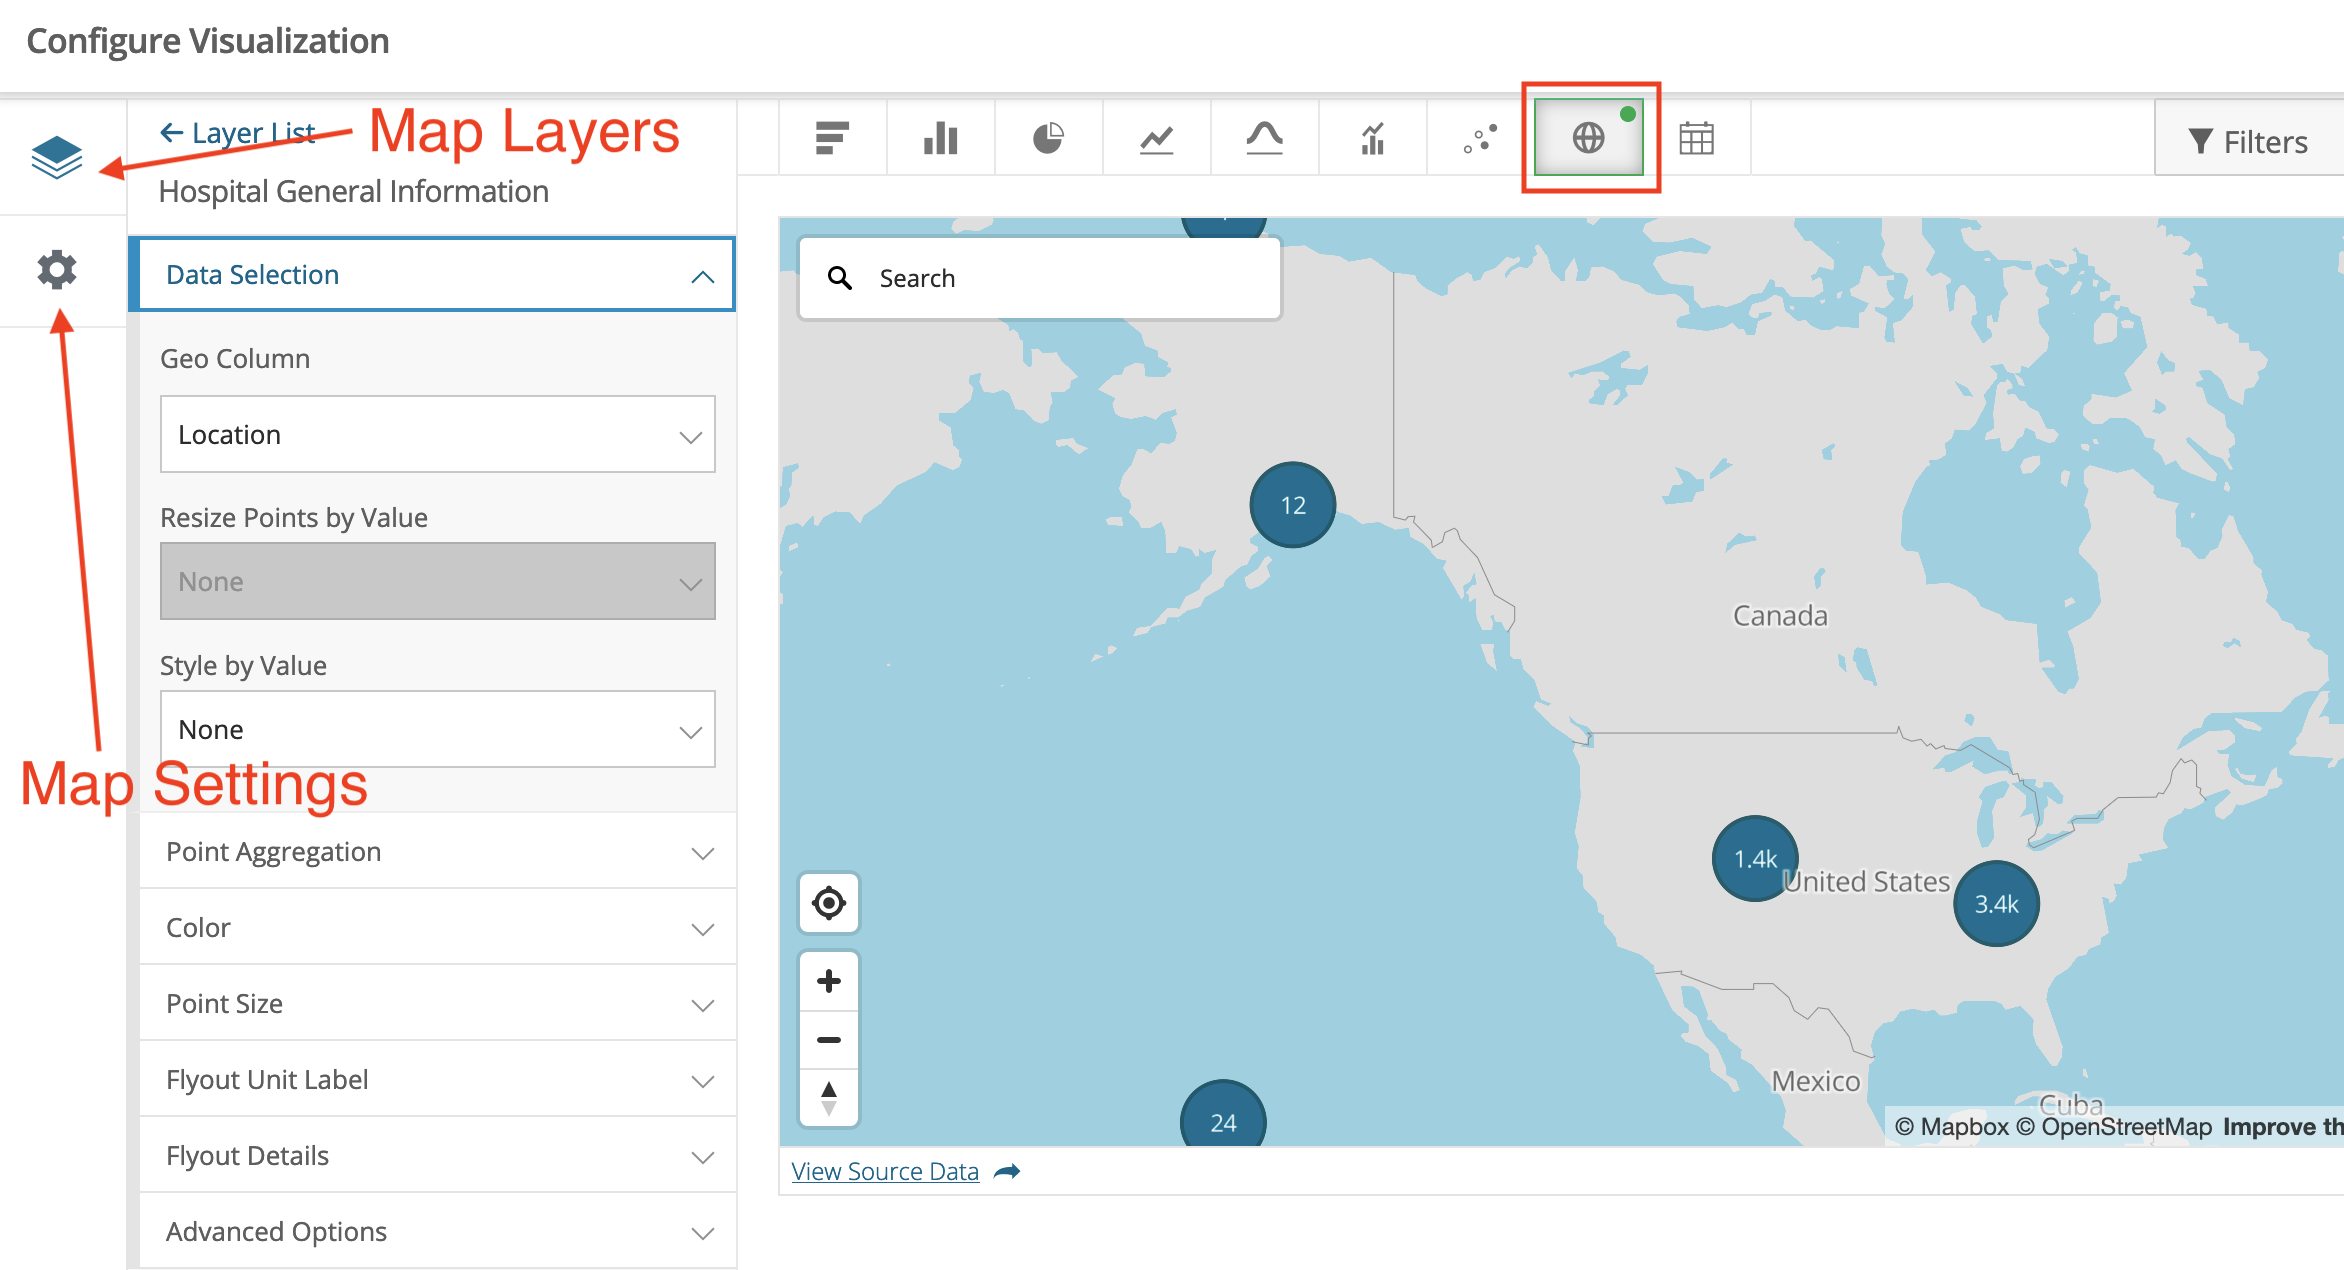 Configure Visualization
Layer List
Map Layers
Hospital General Information
Filters
Data Selection
Geo Column
Location
Resize Points by Value
None
Style by Value
None
Map Settings
Point Aggregation
Color
Point Size
Flyout Unit Label
Flyout Details
Advanced Options
Search
12
Canada
1.4k
United States
3.4k
Mexico
Cuba
24
© Mapbox © OpenStreetMap Improve th
View Source Data